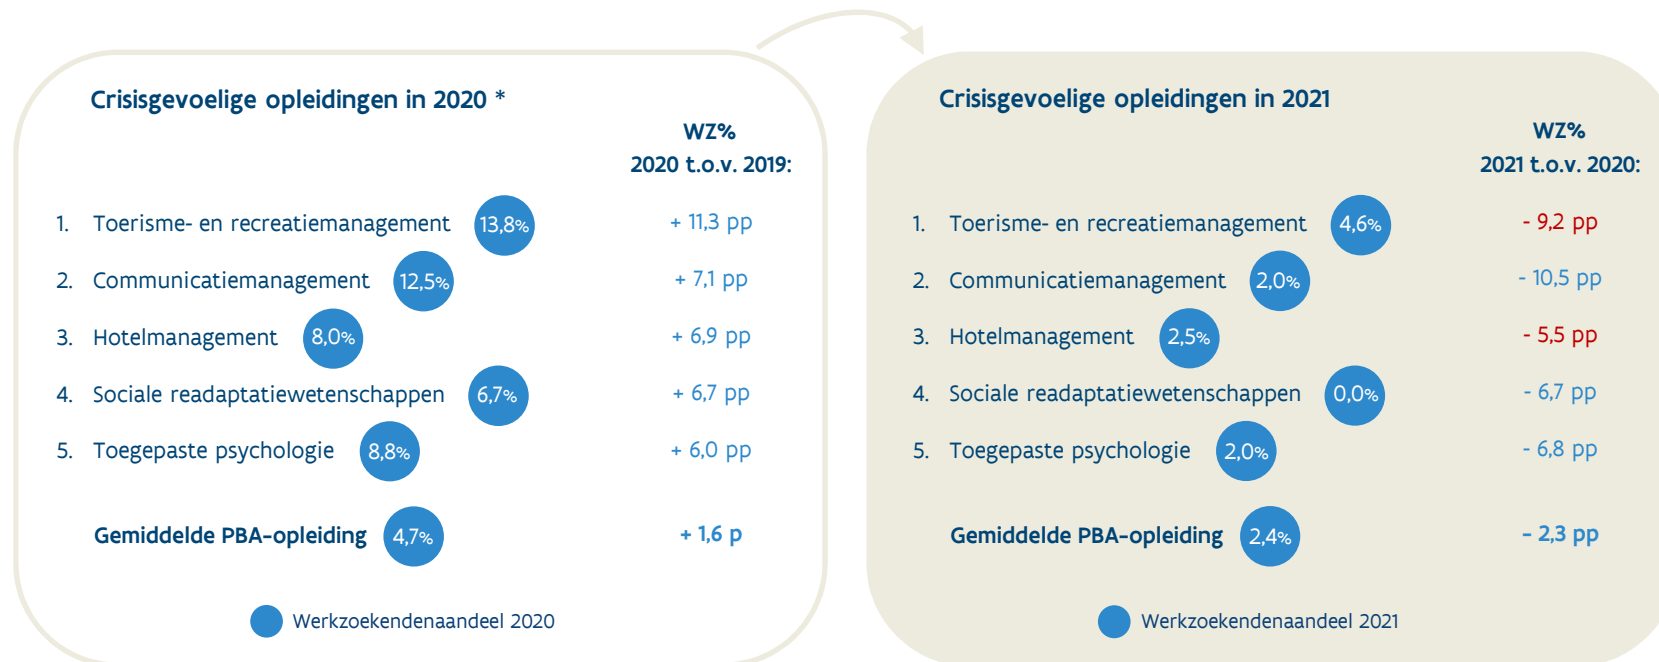 Crisisgevoelige opleidingen in 2020 *
WZ%
2020 t.o.v. 2019:
1. Toerisme- en recreatiemanagement 13,8% + 11,3 pp
2. Communicatiemanagement 12,5% + 7,1 pp
3. Hotelmanagement 8,0% + 6,9 pp
4. Sociale readaptatiewetenschappen 6,7% + 6,7 pp
5. Toegepaste psychologie 8,8% + 6,0 pp
Gemiddelde PBA-opleiding 4,7% + 1,6 p
Werkzoekendenaandeel 2020
Crisisgevoelige opleidingen in 2021
WZ%
2021 t.o.v. 2020:
1. Toerisme- en recreatiemanagement 4,6% - 9,2 pp
2. Communicatiemanagement 2,0% - 10,5 pp
3. Hotelmanagement 2,5% - 5,5 pp
4. Sociale readaptatiewetenschappen 0,0% - 6,7 pp
5. Toegepaste psychologie 2,0% - 6,8 pp
Gemiddelde PBA-opleiding 2,4% - 2,3 pp
Werkzoekendenaandeel 2021